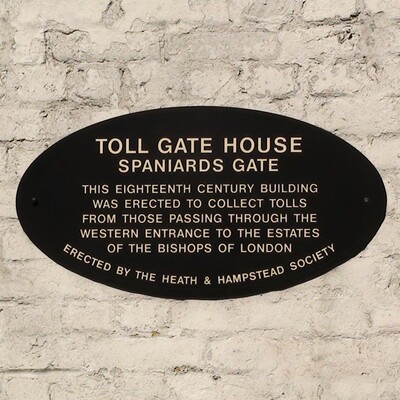 TOLL GATE HOUSE
SPANIARDS GATE
THIS EIGHTEENTH CENTURY BUILDING
WAS ERECTED TO COLLECT TOLLS
FROM THOSE PASSING THROUGH THE
WESTERN ENTRANCE TO THE ESTATES
OF THE BISHOPS OF LONDON
ERECTED BY THE HEATH & HAMPSTEAD SOCIETY